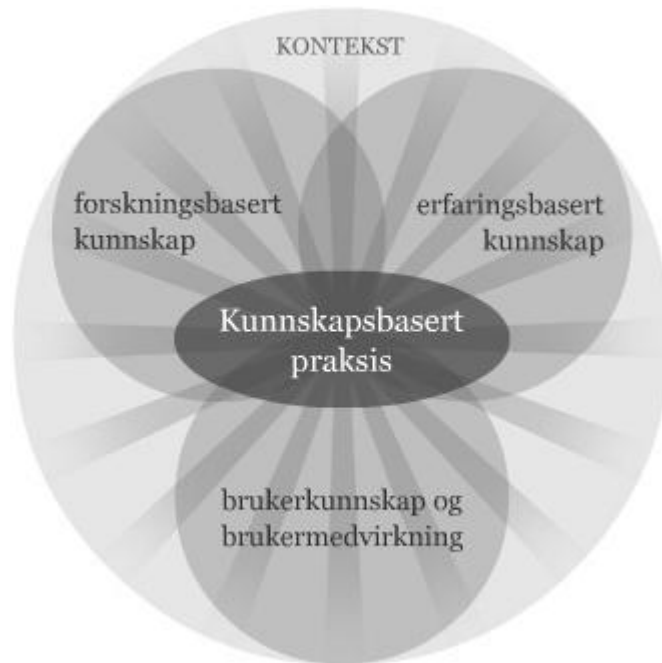 KONTEKST
forskningsbasert
kunnskap
erfaringsbasert
kunnskap
Kunnskapsbasert
praksis
brukerkunnskap og
brukermedvirkning